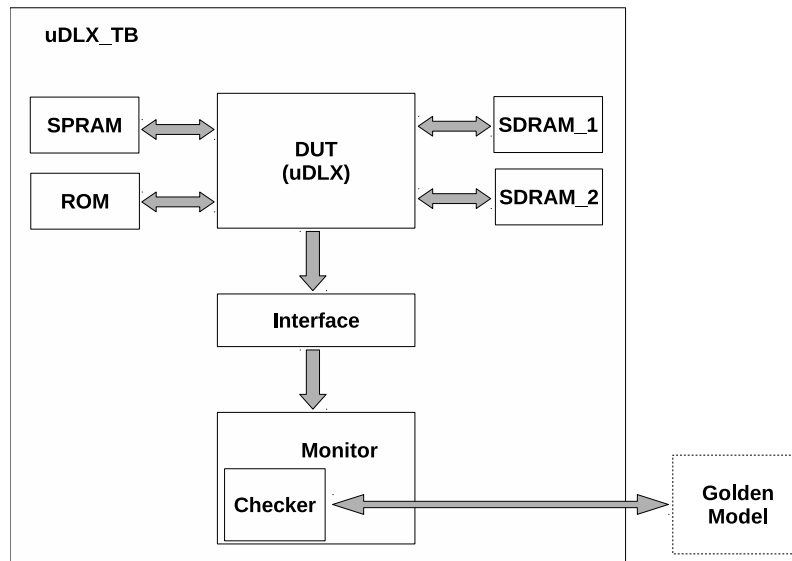 uDLX_TB
SPRAM
DUT
(uDLX)
SDRAM_1
ROM
SDRAM_2
Interface
Monitor
Checker
Golden
Model